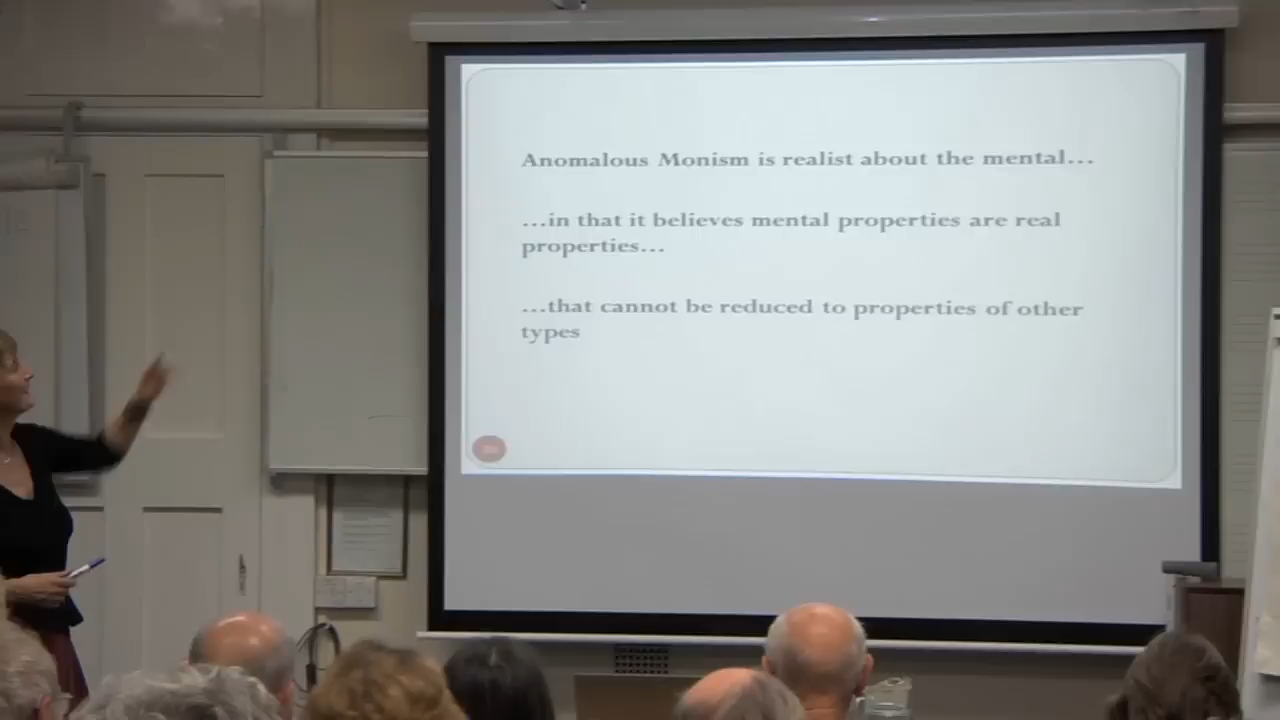 Anomalous Monism is realist about the mental…
…in that it believes mental properties are real
properties…
…that cannot be reduced to properties of other
types